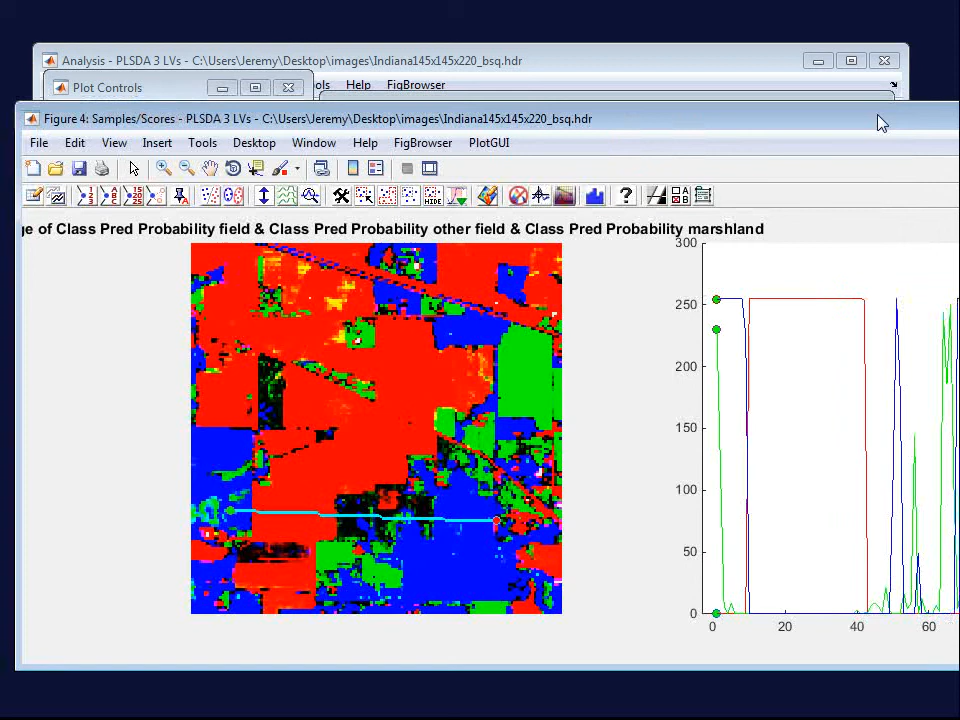 Analysis - PLSDA 3 LVs - C:\Users\Jeremy\Desktop\images\Indiana145x145x220_bsq.hdr
Plot Controls
ols Help FigBrowser
Figure 4: Samples/Scores - PLSDA 3 LVs - C:\Users\Jeremy\Desktop\images\Indiana145x145x220_bsq.hdr
File Edit View Insert Tools Desktop Window Help FigBrowser PlotGUI
HIDE
?
ge of Class Pred Probability field & Class Pred Probability other field & Class Pred Probability marshland
300
250
200
150
100
50
0
0 20 40 60